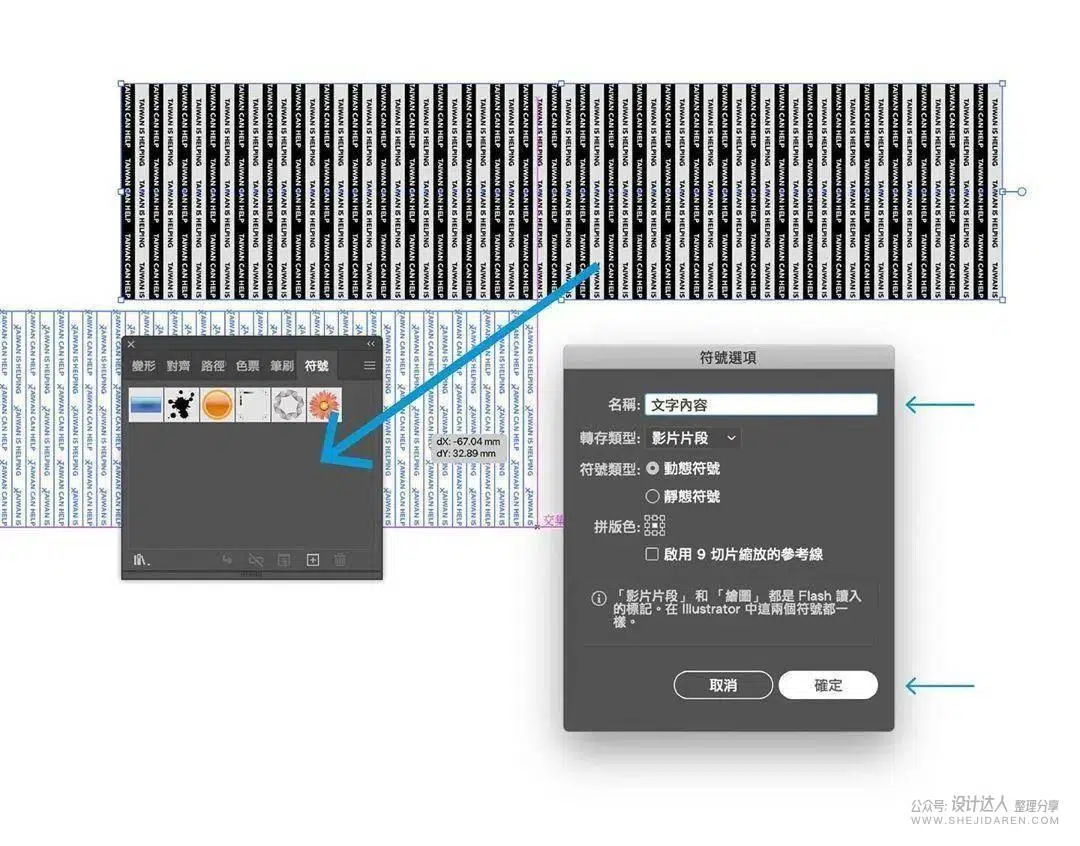 TAIWAN CAN HELP TAIWAN CAN HELP TAIWAN CAN HELP
TAIWAN IS HELPING TAIWAN IS HELPING TAIWAN IS
變形 對齊 路徑 色票 筆刷 符號
dX: -67.04 mm
dY: 32.89 mm
交集
符號選項
名稱: 文字內容
轉存類型: 影片片段
符號類型: 動態符號
靜態符號
拼版色:
啟用 9 切片縮放的參考線
「影片片段」和「繪圖」都是 Flash 讀入
的標記。在 Illustrator 中這兩個符號都一
樣。
取消 確定
公众号: 设计达人 整理分享
WWW.SHEJIDAREN.COM